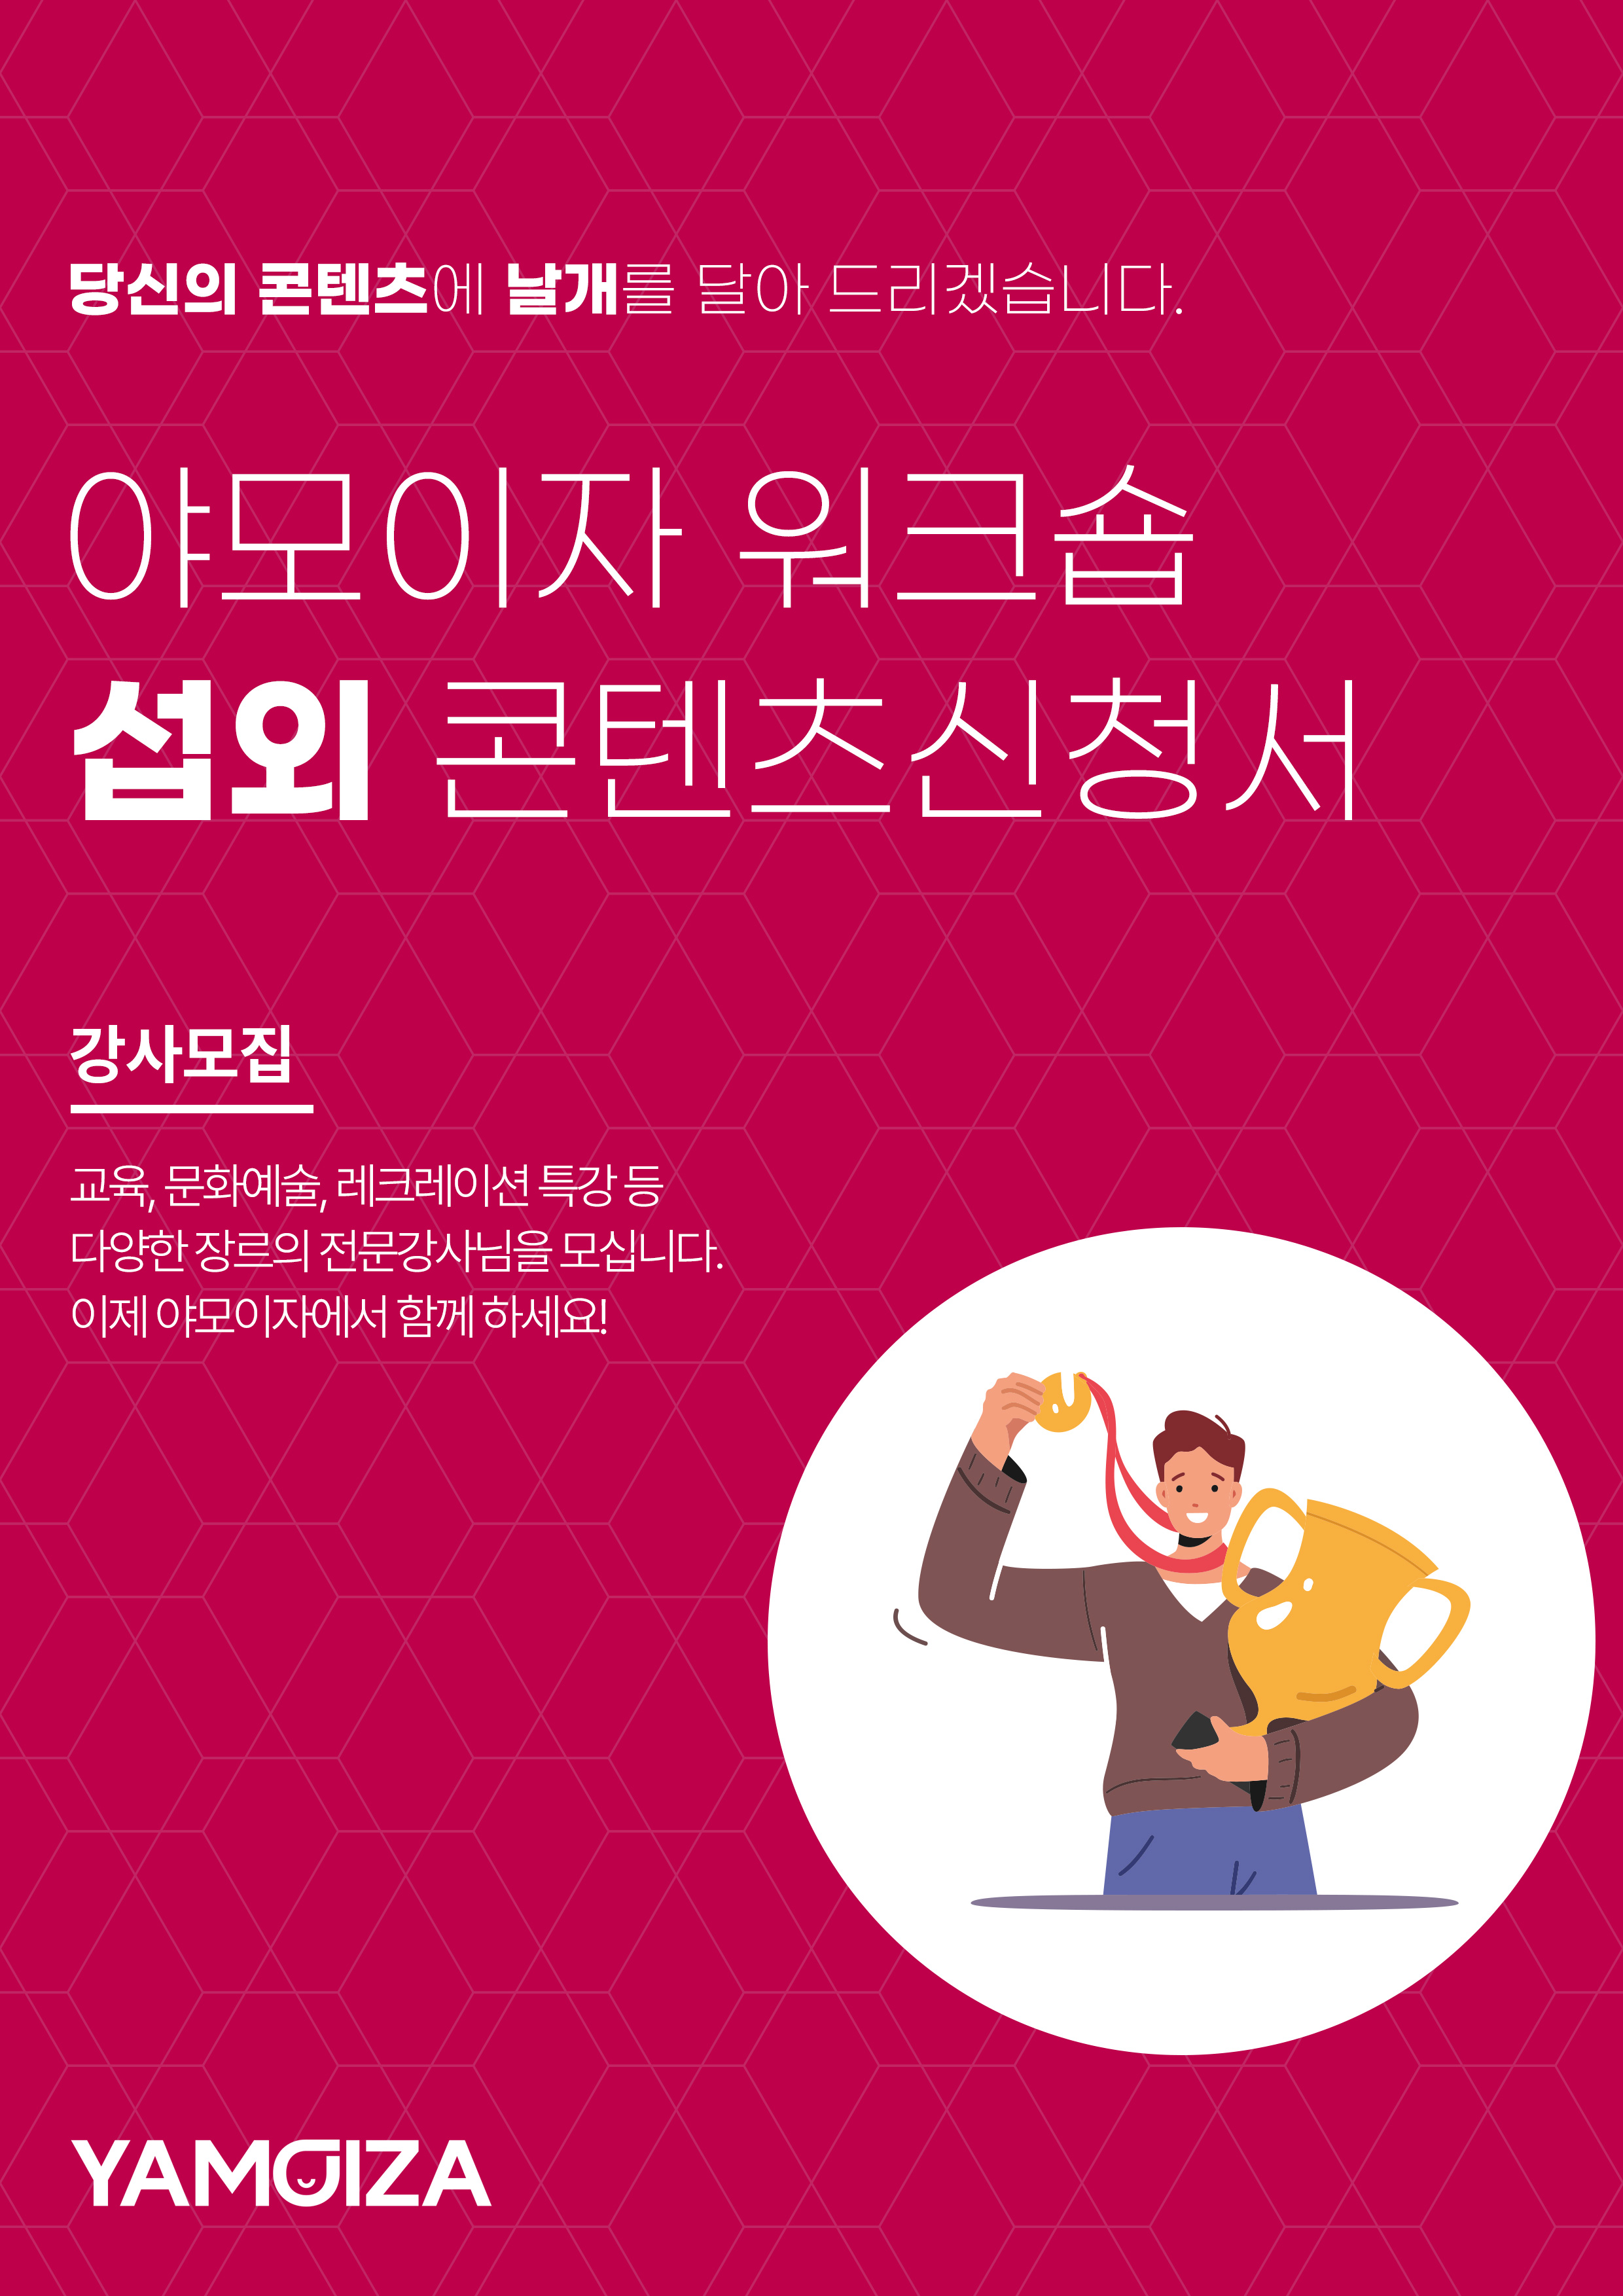 당신의 콘텐츠에 날개를 달아 드리겠습니다.
야모이자 워크숍
섭외 콘텐츠신청서
강사모집
교육, 문화예술, 레크레이션 특강 등
다양한 장르의 전문강사님을 모십니다.
이제 야모이자에서 함께 하세요!
YAMOIZA